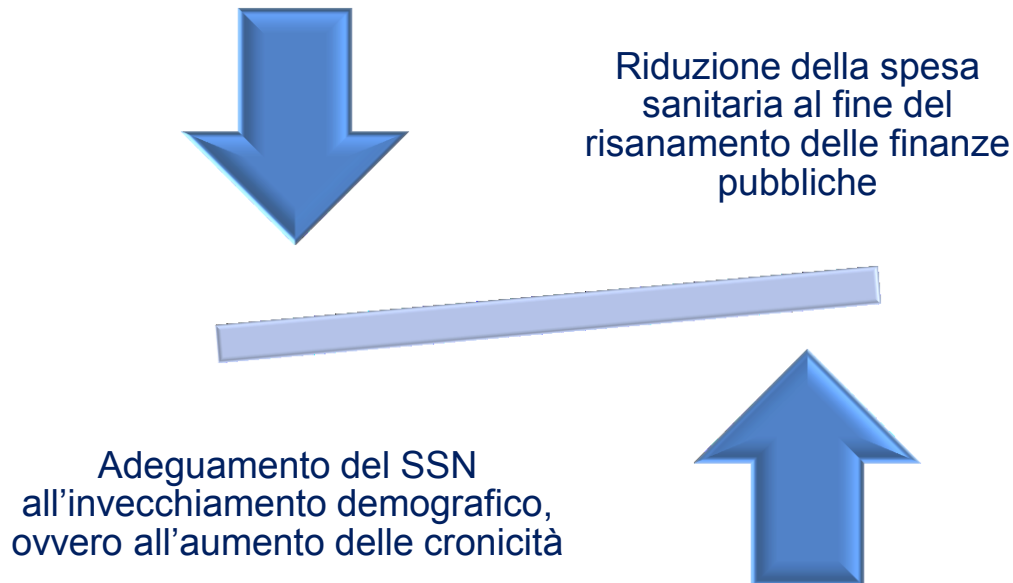 Riduzione della spesa
sanitaria al fine del
risanamento delle finanze
pubbliche
Adeguamento del SSN
all’invecchiamento demografico,
ovvero all’aumento delle cronicità